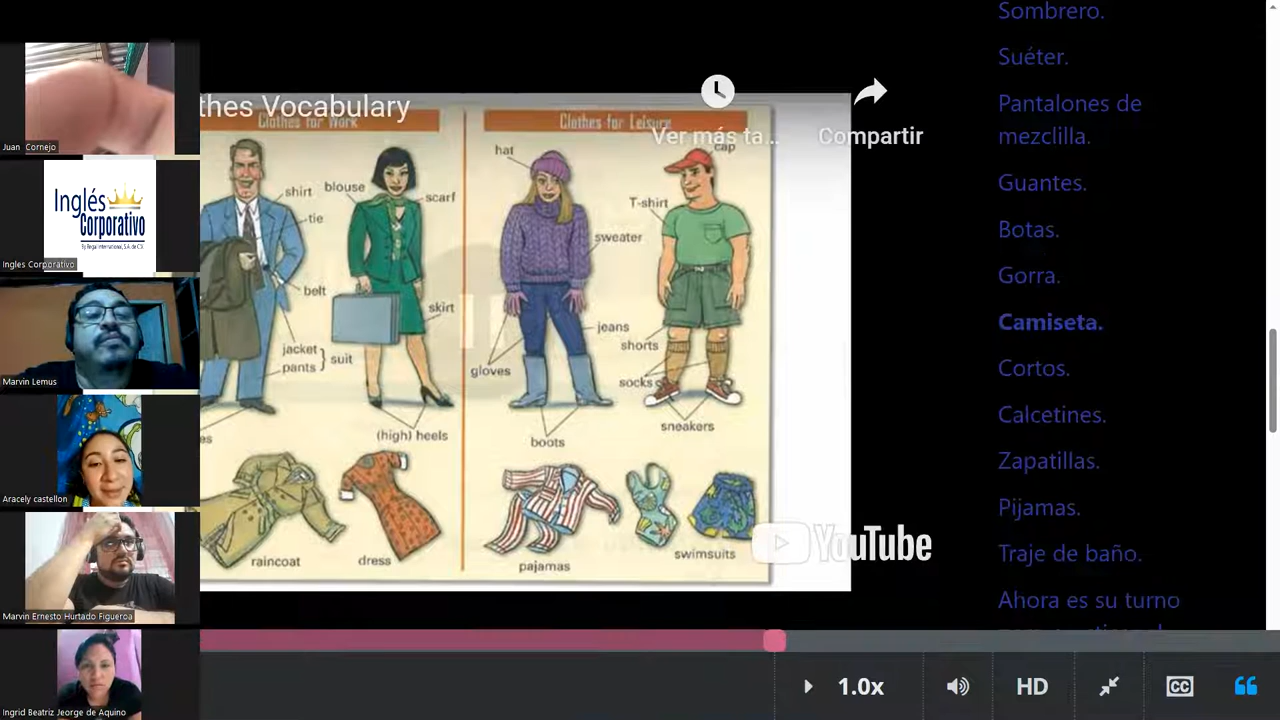 Sombrero.
Suéter.
Pantalones de
mezclilla.
Guantes.
Botas.
Gorra.
Camiseta.
Cortos.
Calcetines.
Zapatillas.
Pijamas.
Traje de baño.
Ahora es su turno
thes Vocabulary
Ver más ta...
Compartir
Clothes for Work
Clothes for Leisure
shirt
blouse
scarf
tie
belt
skirt
jacket
pants
suit
(high) heels
es
raincoat
dress
hat
cap
T-shirt
sweater
jeans
shorts
gloves
socks
boots
sneakers
pajamas
swimsuits
YouTube
1.0x
HD
CC
Juan Cornejo
Inglés
Corporativo
Ingles Corporativo
Marvin Lemus
Aracely castellon
Marvin Ernesto Hurtado Figueroa
Ingrid Beatriz Jeorge de Aquino